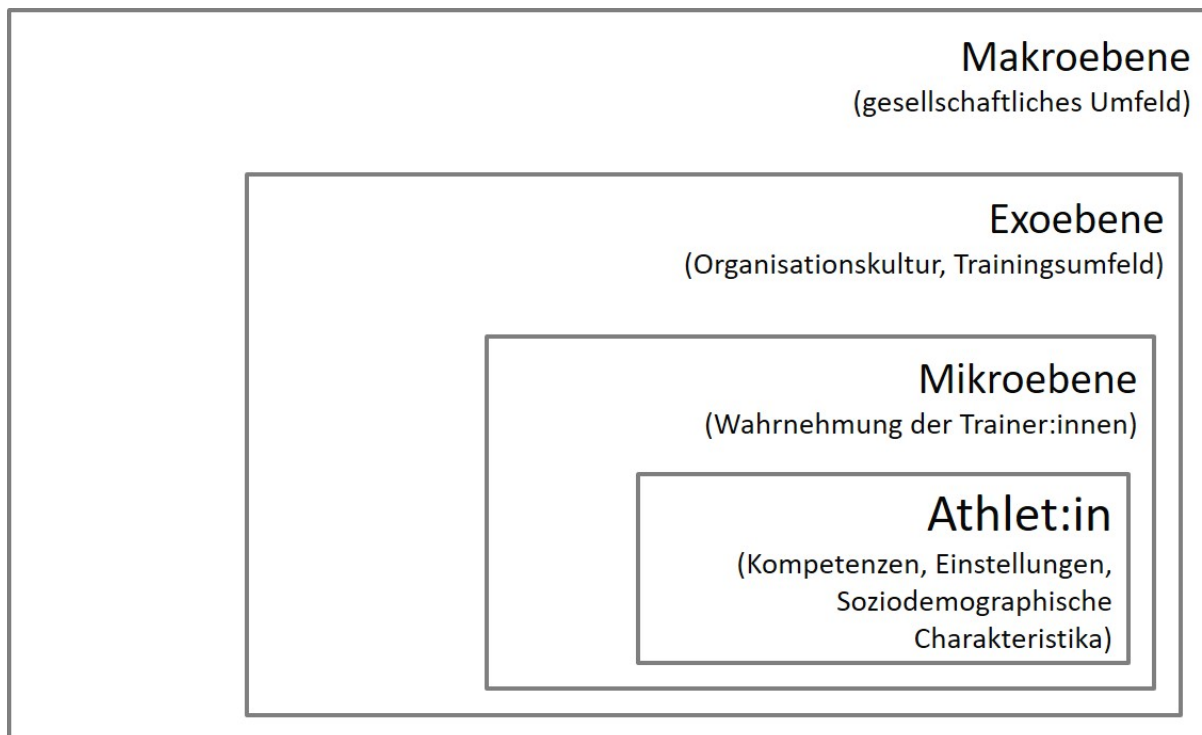 Makroebene
(gesellschaftliches Umfeld)
Exoebene
(Organisationskultur, Trainingsumfeld)
Mikroebene
(Wahrnehmung der Trainer:innen)
Athlet:in
(Kompetenzen, Einstellungen,
Soziodemographische
Charakteristika)